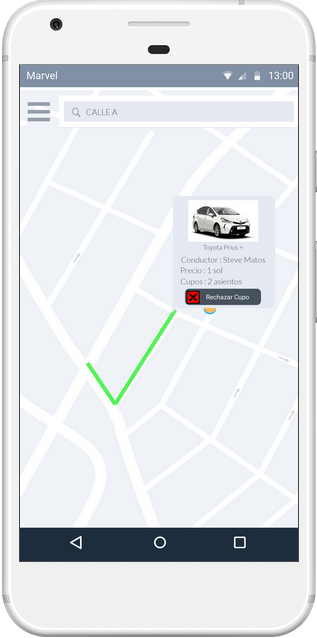 Marvel 13:00
CALLE A
Toyota Prius +
Conductor : Steve Matos
Precio : 1 sol
Cupos : 2 asientos
Rechazar Cupo